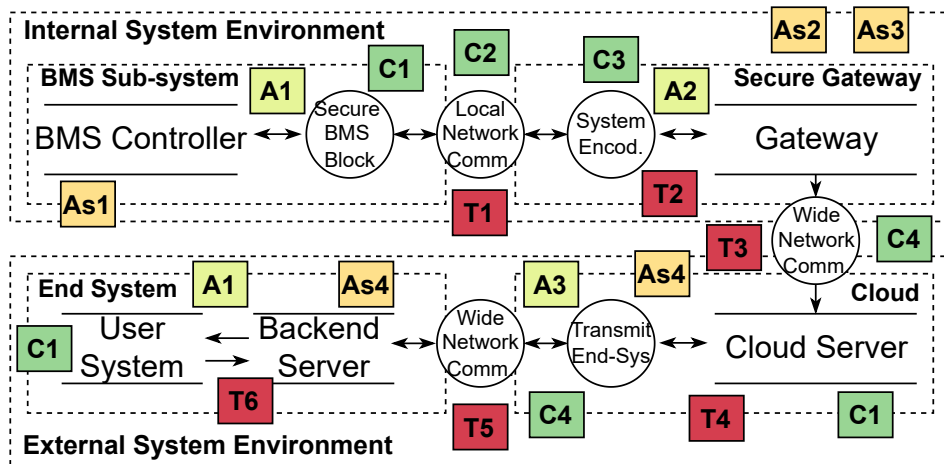 Internal System Environment
As2
As3
BMS Sub-system
C1
C2
C3
Secure Gateway
A1
A2
BMS Controller
Secure
BMS
Block
Local
Network
Comm.
System
Encod.
Gateway
As1
T1
T2
T3
Wide
Network
Comm.
C4
End System
A1
As4
A3
As4
Cloud
C1
User
System
Backend
Server
Wide
Network
Comm.
Transmit
End-Sys
Cloud Server
T6
T5
C4
T4
C1
External System Environment